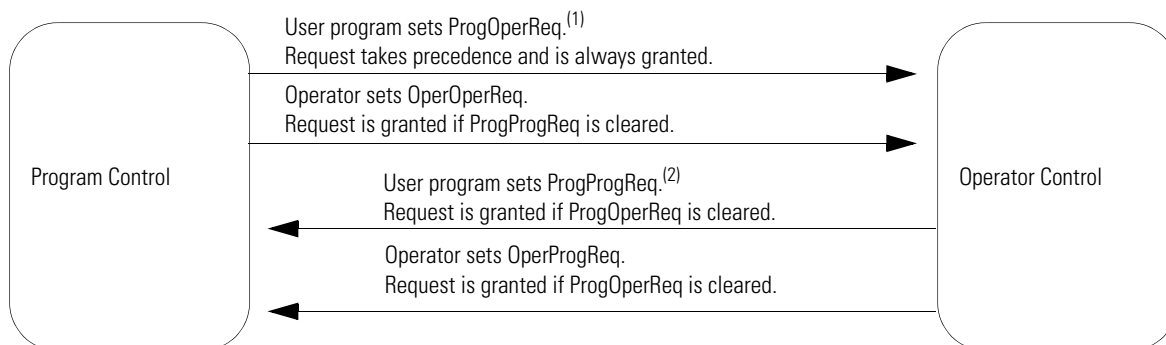 User program sets ProgOperReq.(1)
Request takes precedence and is always granted.
Operator sets OperOperReq.
Request is granted if ProgProgReq is cleared.
Program Control
Operator Control
User program sets ProgProgReq.(2)
Request is granted if ProgOperReq is cleared.
Operator sets OperProgReq.
Request is granted if ProgOperReq is cleared.